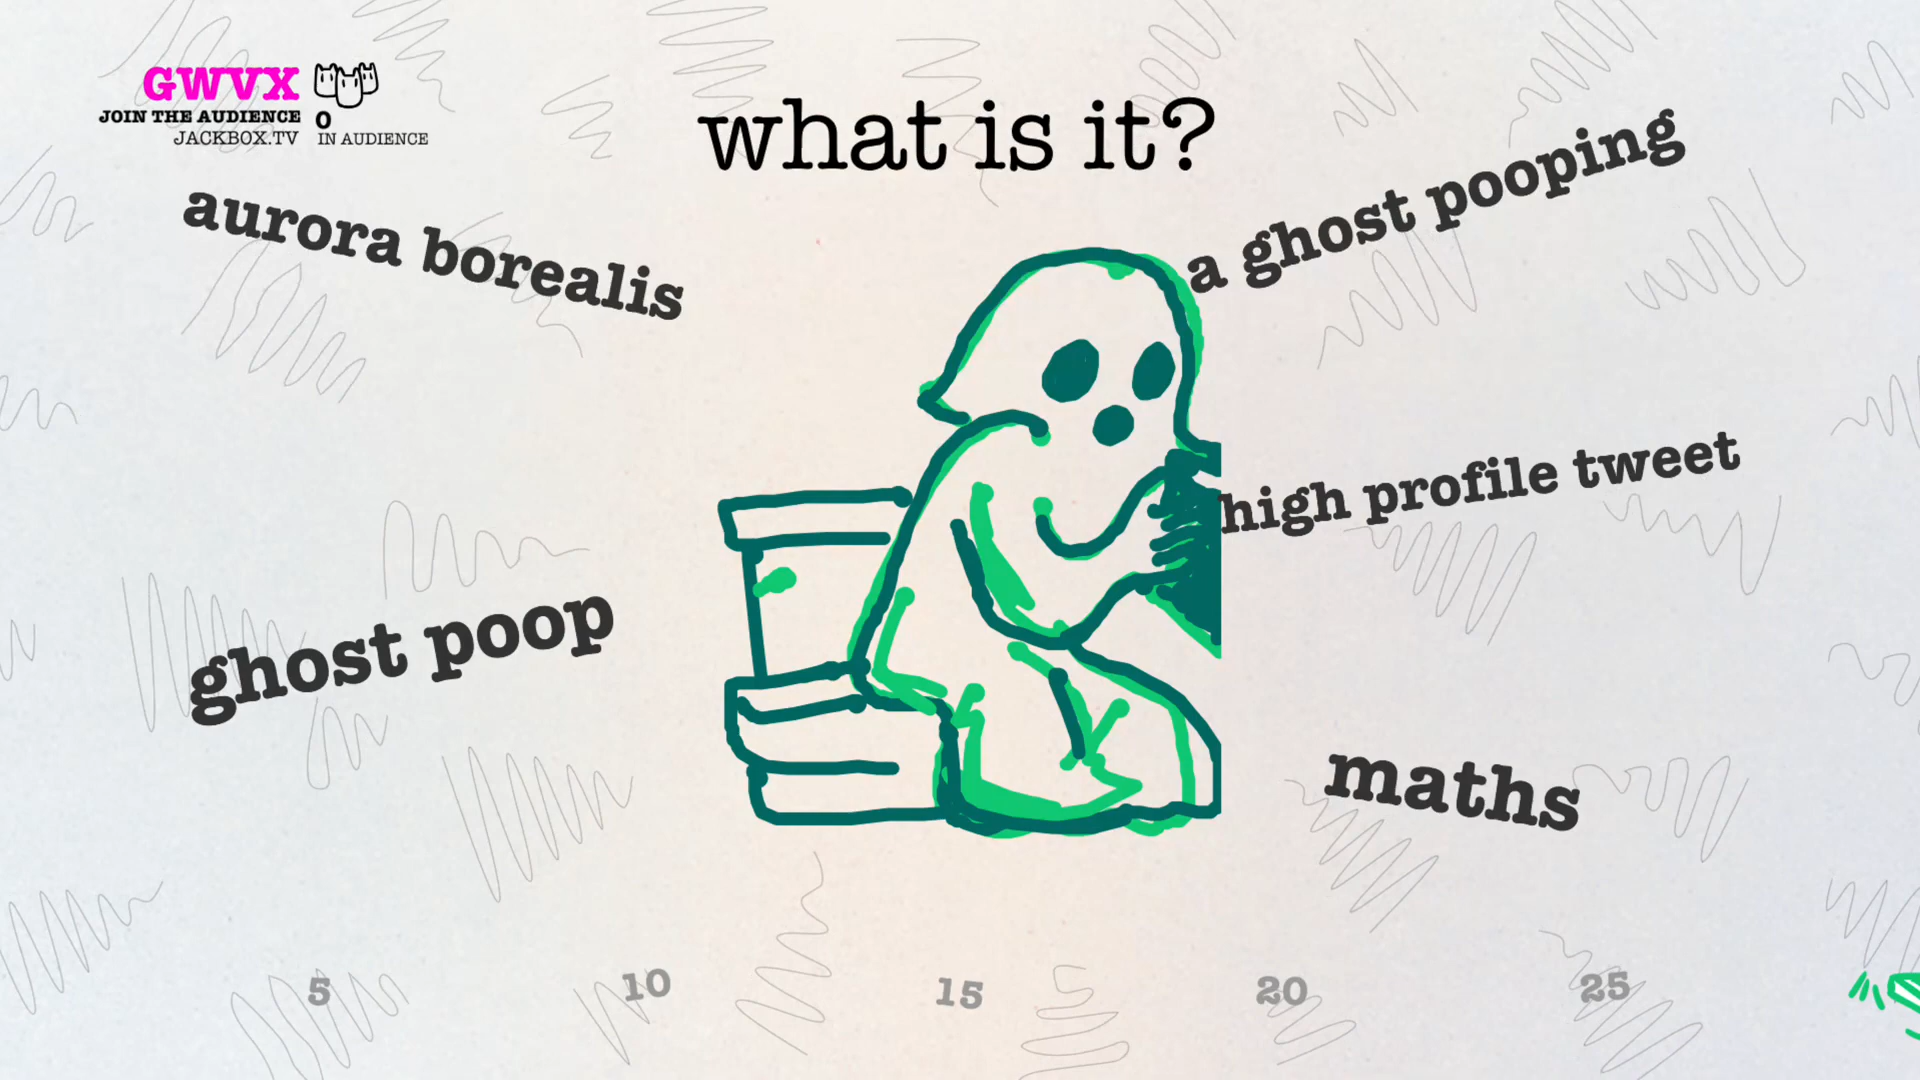 GWVX
JOIN THE AUDIENCE
JACKBOX.TV
0
IN AUDIENCE
what is it?
aurora borealis
a ghost pooping
high profile tweet
ghost poop
maths
5
10
15
20
25